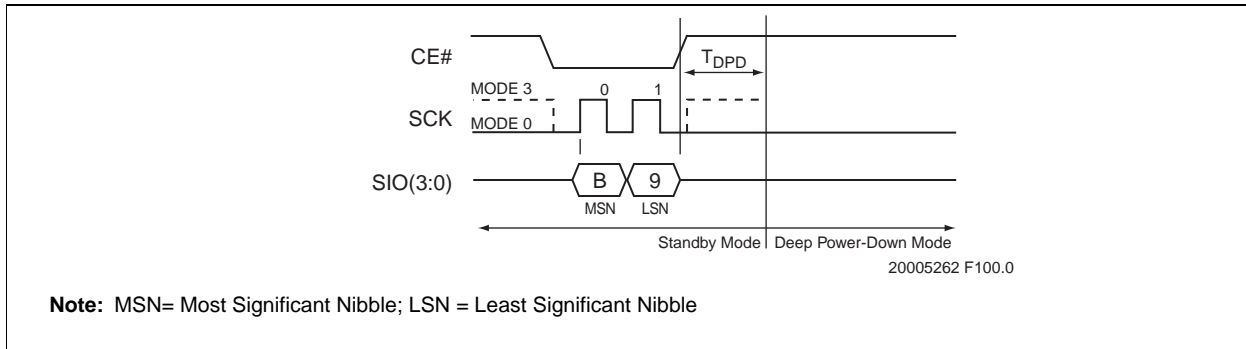 CE#
T_DPD
MODE 3
0 1
SCK
MODE 0
SIO(3:0)
B 9
MSN LSN
Standby Mode Deep Power-Down Mode
20005262 F100.0
Note: MSN= Most Significant Nibble; LSN = Least Significant Nibble